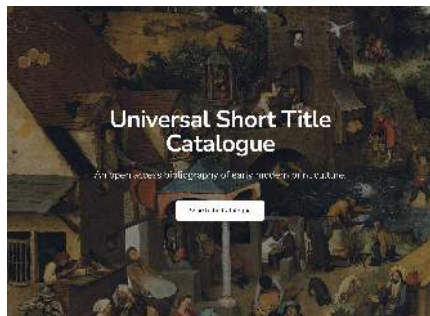 Universal Short Title
Catalogue
An open access bibliography of early modern print culture.